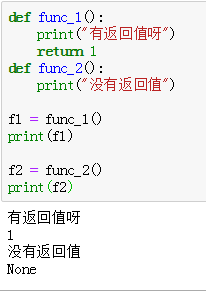 def func_1():
    print("有返回值呀")
    return 1
def func_2():
    print("没有返回值")

f1 = func_1()
print(f1)

f2 = func_2()
print(f2)
有返回值呀
1
没有返回值
None